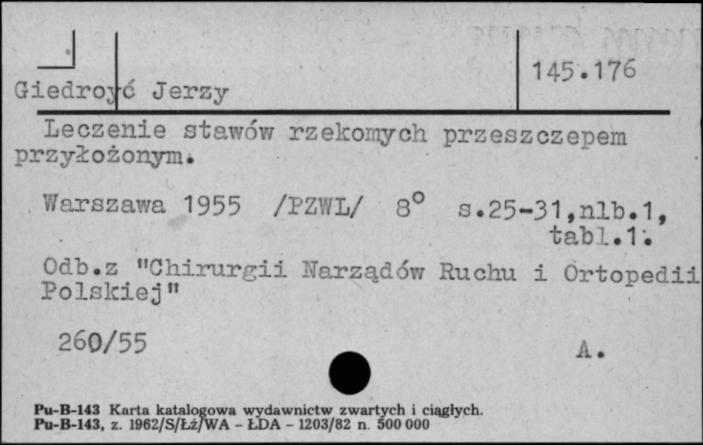 145.176
Giedroyć Jerzy
Leczenie stawów rzekomych przeszczepem
przyłożonym.
Warszawa 1955 /PZWL/ 8° s.25-31,nlb.1,
tabl.1.
Odb.z "Chirurgii Narządów Ruchu i Ortopedii
Polskiej"
260/55
A.
Pu-B-143 Karta katalogowa wydawnictw zwartych i ciągłych.
Pu-B-143, z. 1962/S/Łż/WA - ŁDA - 1203/82 n. 500 000